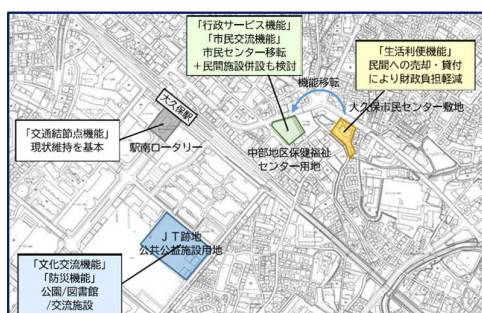 「行政サービス機能」
「市民交流機能」
市民センター移転
＋民間施設併設も検討
「生活利便機能」
民間への売却・貸付
により財政負担軽減
機能移転
大久保市民センター敷地
大久保駅
「交通結節点機能」
現状維持を基本
駅南ロータリー
中部地区保健福祉
センター用地
ＪＴ跡地
公共公益施設用地
「文化交流機能」
「防災機能」
公園/図書館
/交流施設